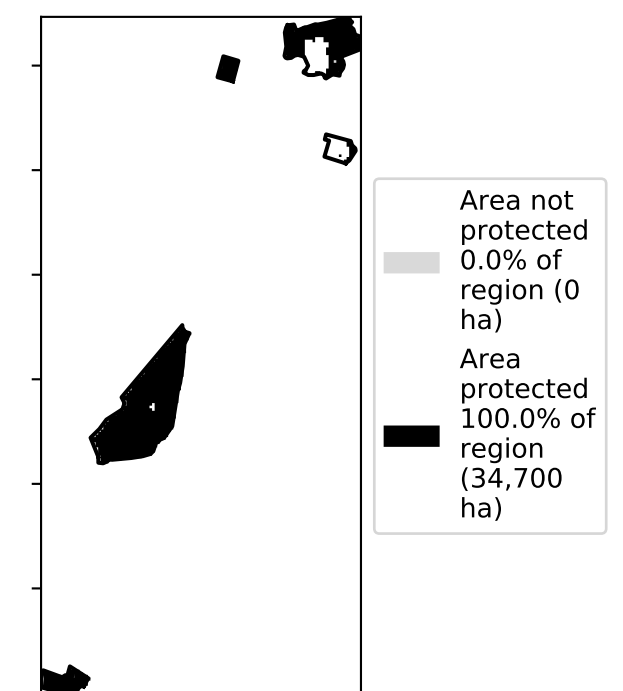 Area not
protected
0.0% of
region (0
ha)
Area
protected
100.0% of
region
(34,700
ha)